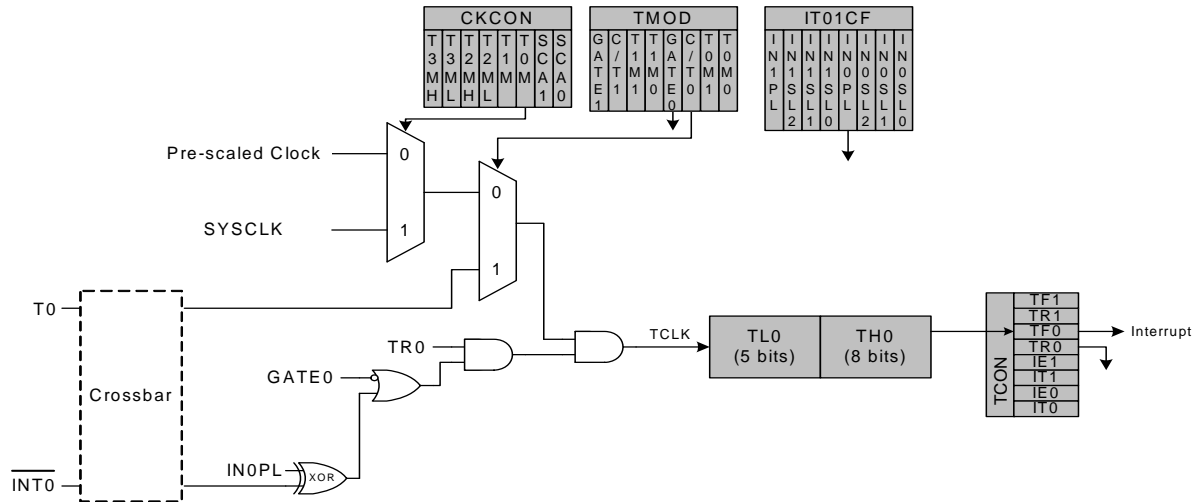 CKCON
T3MH
T3ML
T2MH
T2ML
T1M
T0M
SCA1
SCA0
TMOD
GATE1
C/T1
T1M1
T1M0
GATE0
C/T0
T0M1
T0M0
IT01CF
IN1PL
IN1SL2
IN1SL1
IN1SL0
IN0PL
IN0SL2
IN0SL1
IN0SL0
Pre-scaled Clock
0
SYSCLK
1
0
1
T0
Crossbar
INT0
TR0
GATE0
IN0PL
XOR
TCLK
TL0
(5 bits)
TH0
(8 bits)
TCON
TF1
TR1
TF0
TR0
IE1
IT1
IE0
IT0
Interrupt